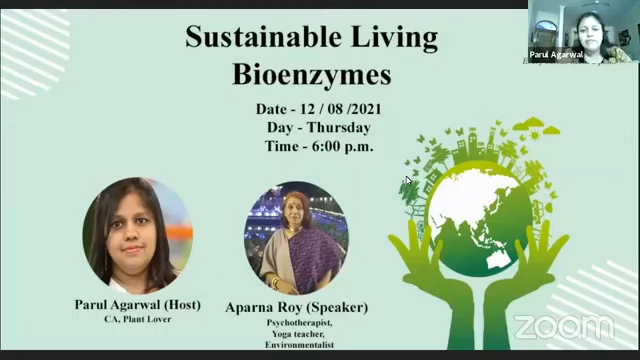 Sustainable Living
Bioenzymes
Date - 12 / 08 /2021
Day - Thursday
Time - 6:00 p.m.
Parul Agarwal (Host)
CA, Plant Lover
Aparna Roy (Speaker)
Psychotherapist,
Yoga teacher,
Environmentalist
Parul Agarwal
zoom